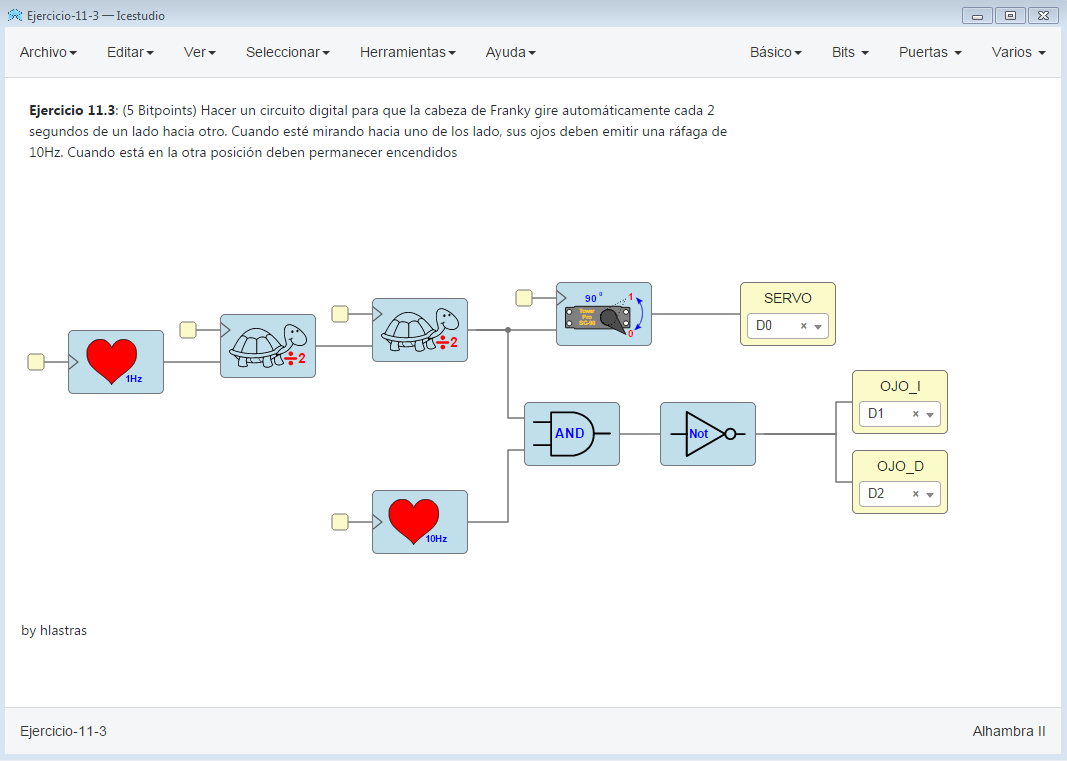 Ejercicio-11-3 — Icestudio
Archivo Editar Ver Seleccionar Herramientas Ayuda Básico Bits Puertas Varios
Ejercicio 11.3: (5 Bitpoints) Hacer un circuito digital para que la cabeza de Franky gire automáticamente cada 2
segundos de un lado hacia otro. Cuando esté mirando hacia uno de los lado, sus ojos deben emitir una ráfaga de
10Hz. Cuando está en la otra posición deben permanecer encendidos
1Hz
÷2
÷2
90 º
1
Tower
Pro
SG-90
0
SERVO
D0 ×
AND
Not
OJO_I
D1 ×
OJO_D
D2 ×
10Hz
by hlastras
Ejercicio-11-3 Alhambra II